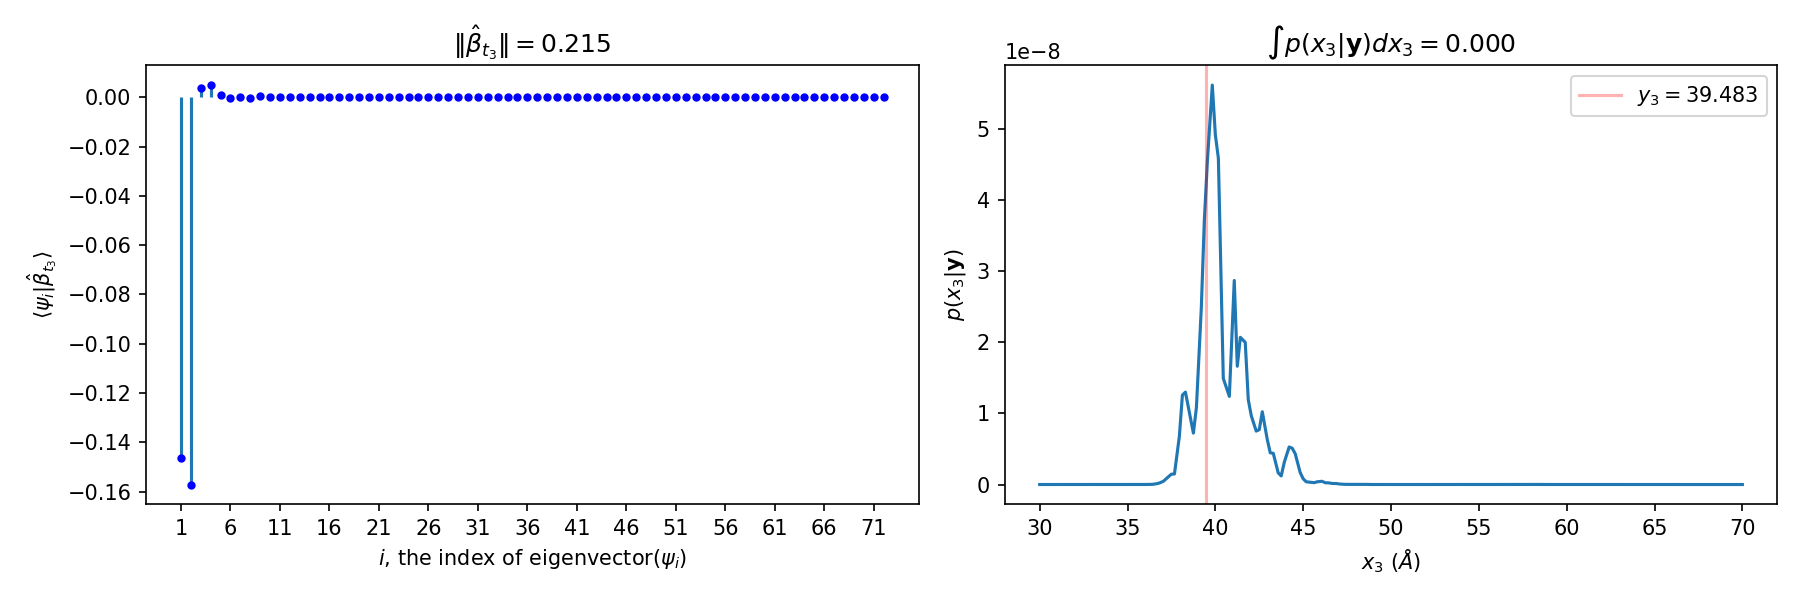 ‖β̂_{t_3}‖ = 0.215
0.00
−0.02
−0.04
−0.06
−0.08
−0.10
−0.12
−0.14
−0.16
⟨ψ_i|β̂_{t_3}⟩
1 6 11 16 21 26 31 36 41 46 51 56 61 66 71
i, the index of eigenvector(ψ_i)
∫p(x_3|y)dx_3 = 0.000
1e−8
y_3 = 39.483
5
4
3
2
1
0
p(x_3|y)
30 35 40 45 50 55 60 65 70
x_3 (Å)